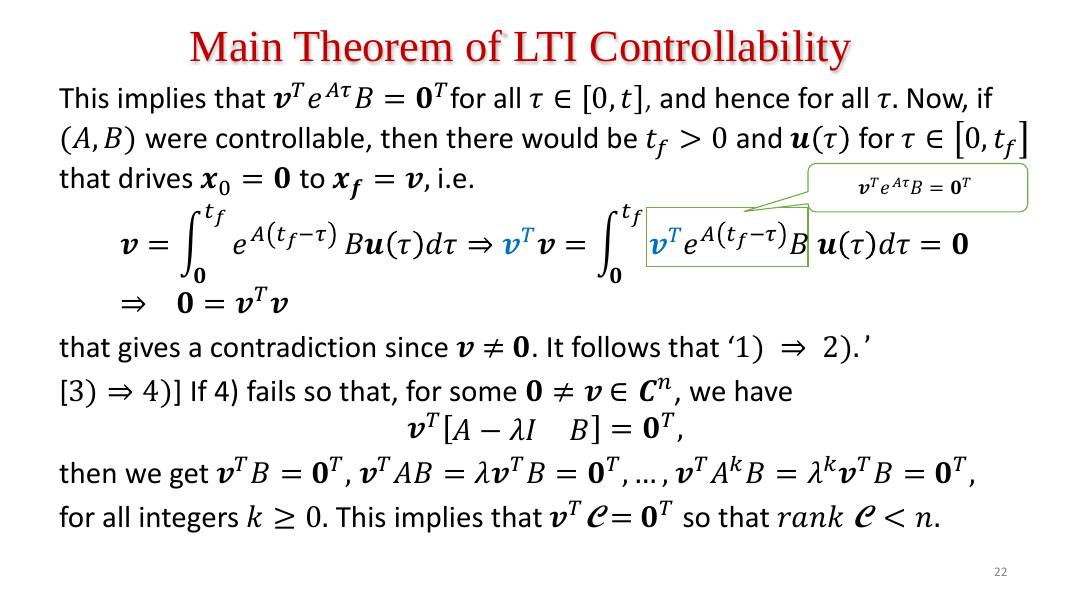 Main Theorem of LTI Controllability
This implies that 𝒗ᵀe^{Aτ}B = 𝟎ᵀ for all τ ∈ [0, t], and hence for all τ. Now, if
(A, B) were controllable, then there would be t_f > 0 and 𝒖(τ) for τ ∈ [0, t_f]
that drives 𝒙₀ = 𝟎 to 𝒙_𝒇 = 𝒗, i.e.
𝒗ᵀe^{Aτ}B = 𝟎ᵀ
𝒗 = ∫_𝟎^{t_f} e^{A(t_f−τ)} B𝒖(τ)dτ ⇒ 𝒗ᵀ𝒗 = ∫_𝟎^{t_f} 𝒗ᵀe^{A(t_f−τ)}B 𝒖(τ)dτ = 𝟎
⇒ 𝟎 = 𝒗ᵀ𝒗
that gives a contradiction since 𝒗 ≠ 𝟎. It follows that ‘1) ⇒ 2).’
[3) ⇒ 4)] If 4) fails so that, for some 𝟎 ≠ 𝒗 ∈ 𝑪ⁿ, we have
𝒗ᵀ[A − λI B] = 𝟎ᵀ,
then we get 𝒗ᵀB = 𝟎ᵀ, 𝒗ᵀAB = λ𝒗ᵀB = 𝟎ᵀ, … , 𝒗ᵀAᵏB = λᵏ𝒗ᵀB = 𝟎ᵀ,
for all integers k ≥ 0. This implies that 𝒗ᵀ𝓒 = 𝟎ᵀ so that rank 𝓒 < n.
22